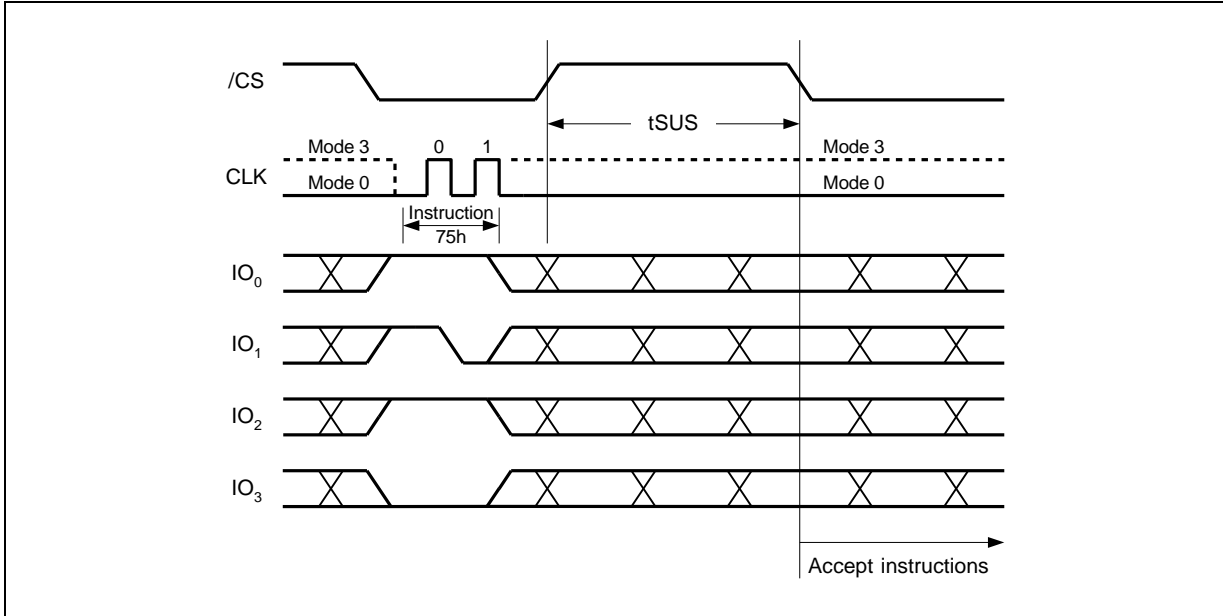 /CS
tSUS
Mode 3 0 1 Mode 3
CLK
Mode 0 Mode 0
Instruction
75h
IO0
IO1
IO2
IO3
Accept instructions